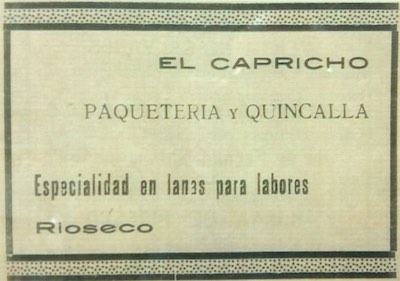 EL CAPRICHO
PAQUETERIA Y QUINCALLA
Especialidad en lanas para labores
Rioseco